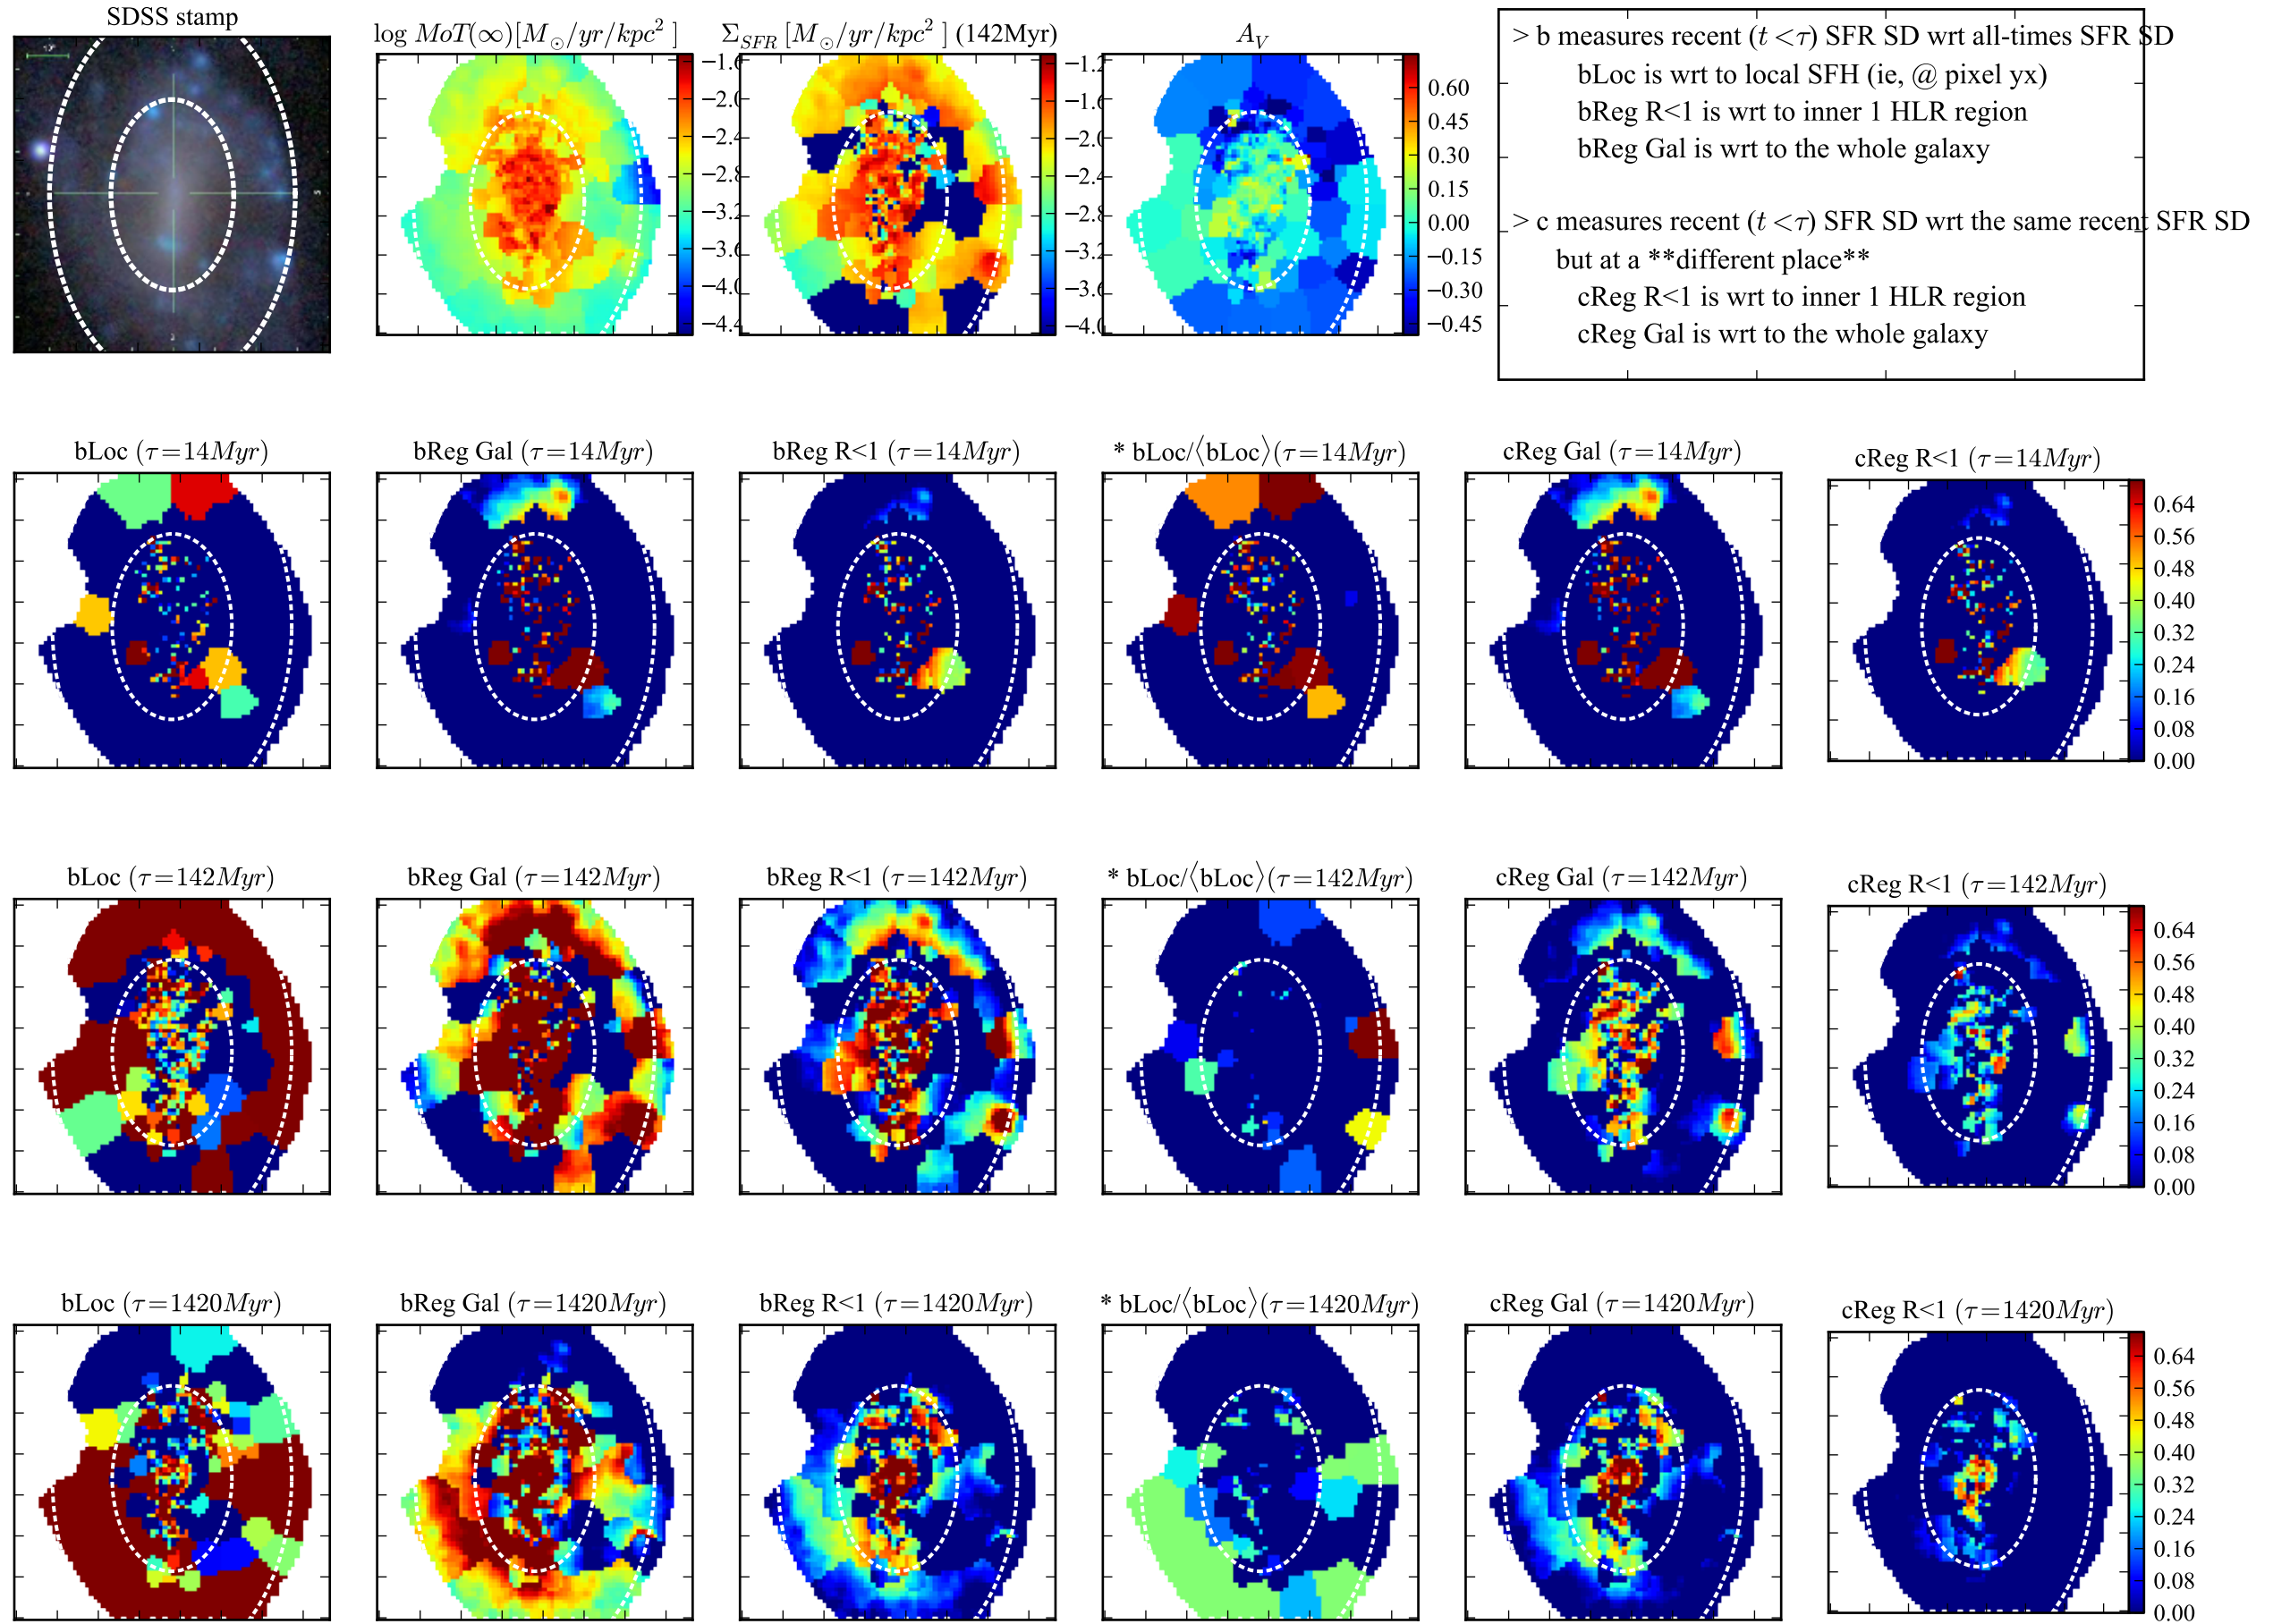 SDSS stamp
log MoT(∞)[M⊙/yr/kpc² ]
Σ_SFR [M⊙/yr/kpc² ] (142Myr)
A_V
−1.6
−2.0
−2.4
−2.8
−3.2
−3.6
−4.0
−4.4
−1.2
−1.6
−2.0
−2.4
−2.8
−3.2
−3.6
−4.0
0.60
0.45
0.30
0.15
0.00
−0.15
−0.30
−0.45
> b measures recent (t <τ) SFR SD wrt all-times SFR SD
bLoc is wrt to local SFH (ie, @ pixel yx)
bReg R<1 is wrt to inner 1 HLR region
bReg Gal is wrt to the whole galaxy
> c measures recent (t <τ) SFR SD wrt the same recent SFR SD
but at a **different place**
cReg R<1 is wrt to inner 1 HLR region
cReg Gal is wrt to the whole galaxy
bLoc (τ=14Myr)
bReg Gal (τ=14Myr)
bReg R<1 (τ=14Myr)
* bLoc/⟨bLoc⟩(τ=14Myr)
cReg Gal (τ=14Myr)
cReg R<1 (τ=14Myr)
0.64
0.56
0.48
0.40
0.32
0.24
0.16
0.08
0.00
bLoc (τ=142Myr)
bReg Gal (τ=142Myr)
bReg R<1 (τ=142Myr)
* bLoc/⟨bLoc⟩(τ=142Myr)
cReg Gal (τ=142Myr)
cReg R<1 (τ=142Myr)
0.64
0.56
0.48
0.40
0.32
0.24
0.16
0.08
0.00
bLoc (τ=1420Myr)
bReg Gal (τ=1420Myr)
bReg R<1 (τ=1420Myr)
* bLoc/⟨bLoc⟩(τ=1420Myr)
cReg Gal (τ=1420Myr)
cReg R<1 (τ=1420Myr)
0.64
0.56
0.48
0.40
0.32
0.24
0.16
0.08
0.00